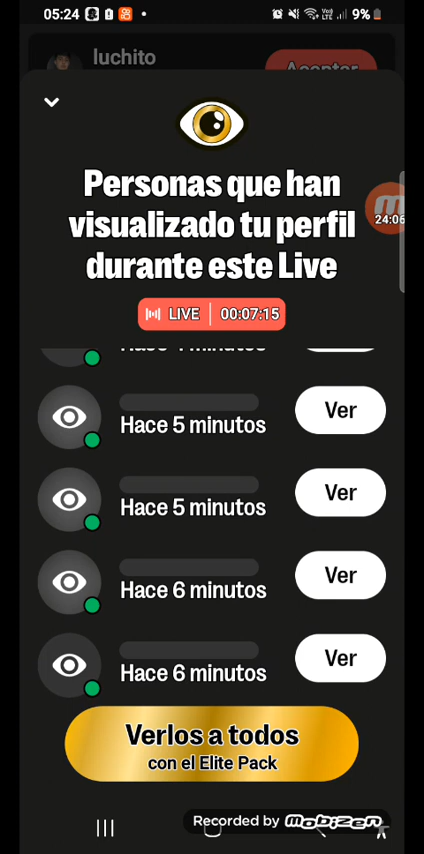 05:24
9%
luchito
Aceptar
Personas que han
visualizado tu perfil
durante este Live
24:06
LIVE 00:07:15
Hace 5 minutos
Ver
Hace 5 minutos
Ver
Hace 6 minutos
Ver
Hace 6 minutos
Ver
Verlos a todos
con el Elite Pack
Recorded by MOBIZEN